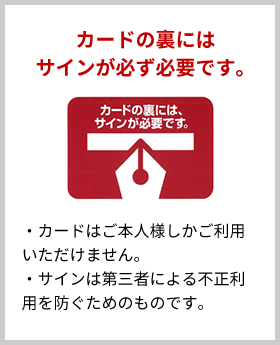 カードの裏には
サインが必ず必要です。
カードの裏には、
サインが必要です。
・カードはご本人様しかご利用
いただけません。
・サインは第三者による不正利
用を防ぐためのものです。